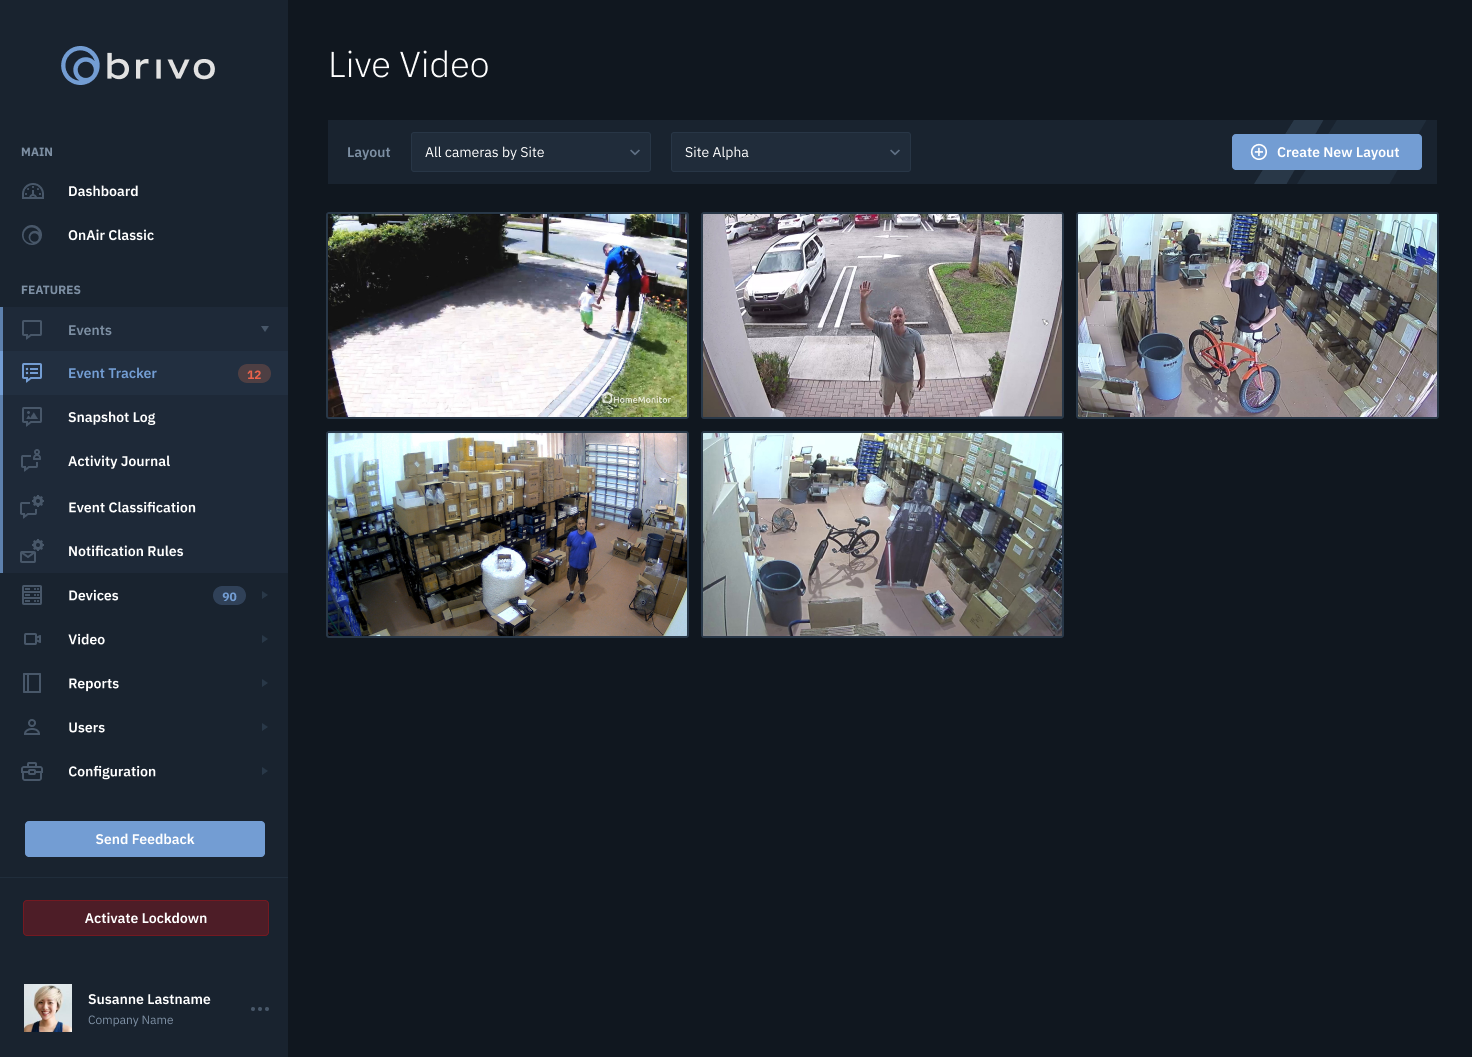 brivo
MAIN
Dashboard
OnAir Classic
FEATURES
Events
Event Tracker 12
Snapshot Log
Activity Journal
Event Classification
Notification Rules
Devices 90
Video
Reports
Users
Configuration
Send Feedback
Activate Lockdown
Susanne Lastname
Company Name
Live Video
Layout All cameras by Site Site Alpha Create New Layout
HomeMonitor